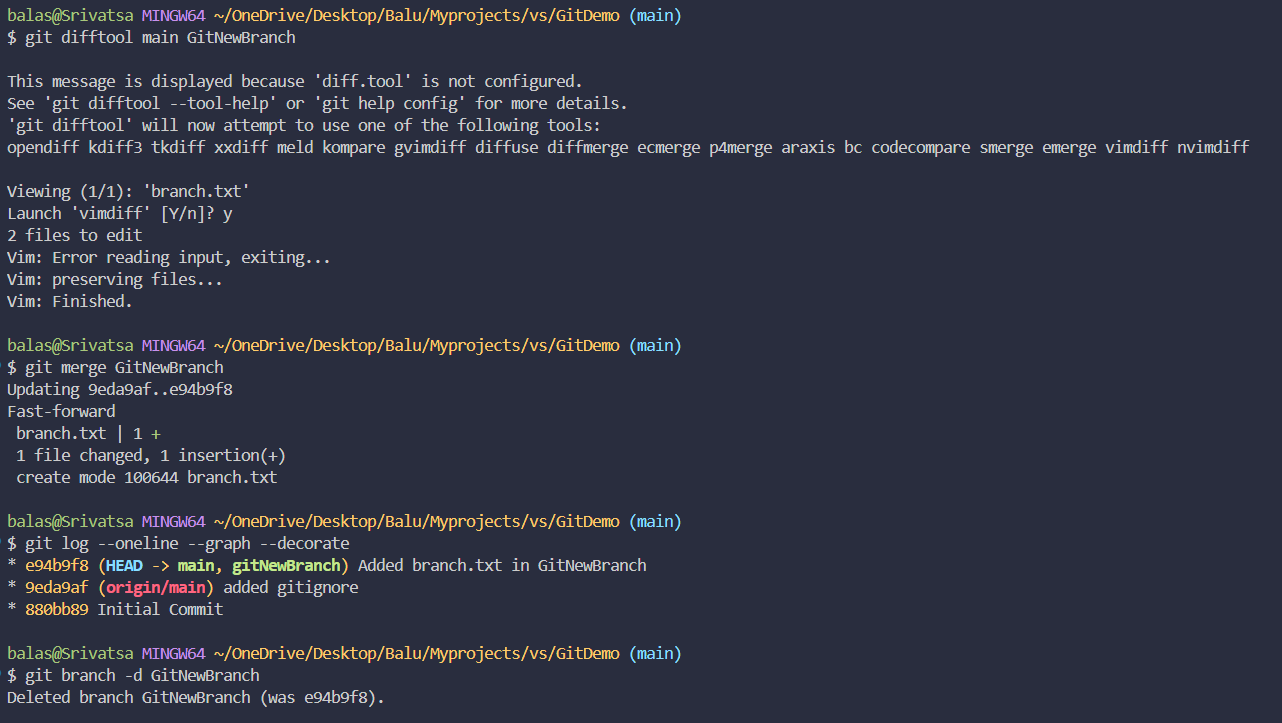 balas@Srivatsa MINGW64 ~/OneDrive/Desktop/Balu/Myprojects/vs/GitDemo (main)
$ git difftool main GitNewBranch
This message is displayed because 'diff.tool' is not configured.
See 'git difftool --tool-help' or 'git help config' for more details.
'git difftool' will now attempt to use one of the following tools:
opendiff kdiff3 tkdiff xxdiff meld kompare gvimdiff diffuse diffmerge ecmerge p4merge araxis bc codecompare smerge emerge vimdiff nvimdiff
Viewing (1/1): 'branch.txt'
Launch 'vimdiff' [Y/n]? y
2 files to edit
Vim: Error reading input, exiting...
Vim: preserving files...
Vim: Finished.
balas@Srivatsa MINGW64 ~/OneDrive/Desktop/Balu/Myprojects/vs/GitDemo (main)
$ git merge GitNewBranch
Updating 9eda9af..e94b9f8
Fast-forward
 branch.txt | 1 +
 1 file changed, 1 insertion(+)
 create mode 100644 branch.txt
balas@Srivatsa MINGW64 ~/OneDrive/Desktop/Balu/Myprojects/vs/GitDemo (main)
$ git log --oneline --graph --decorate
* e94b9f8 (HEAD -> main, gitNewBranch) Added branch.txt in GitNewBranch
* 9eda9af (origin/main) added gitignore
* 880bb89 Initial Commit
balas@Srivatsa MINGW64 ~/OneDrive/Desktop/Balu/Myprojects/vs/GitDemo (main)
$ git branch -d GitNewBranch
Deleted branch GitNewBranch (was e94b9f8).